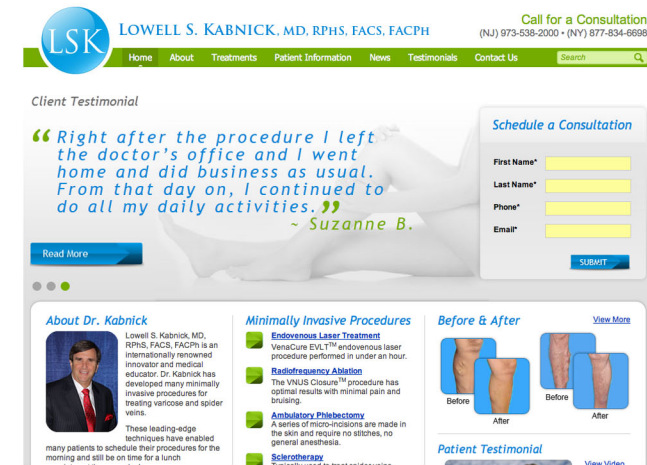 LSK
LOWELL S. KABNICK, MD, RPHS, FACS, FACPH
Call for a Consultation
(NJ) 973-538-2000 • (NY) 877-834-6698
Home About Treatments Patient Information News Testimonials Contact Us Search
Client Testimonial
“Right after the procedure I left
the doctor's office and I went
home and did business as usual.
From that day on, I continued to
do all my daily activities.”
~ Suzanne B.
Read More
Schedule a Consultation
First Name*
Last Name*
Phone*
Email*
SUBMIT
About Dr. Kabnick
Lowell S. Kabnick, MD,
RPhS, FACS, FACPh is an
internationally renowned
innovator and medical
educator. Dr. Kabnick has
developed many minimally
invasive procedures for
treating varicose and spider
veins.
These leading-edge
techniques have enabled
many patients to schedule their procedures for the
morning and still be on time for a lunch
Minimally Invasive Procedures
Endovenous Laser Treatment
VenaCure EVLT™ endovenous laser
procedure performed in under an hour.
Radiofrequency Ablation
The VNUS Closure™ procedure has
optimal results with minimal pain and
bruising.
Ambulatory Phlebectomy
A series of micro-incisions are made in
the skin and require no stitches, no
general anesthesia.
Sclerotherapy
Before & After
View More
Before
After
Before
After
Patient Testimonial
View Video